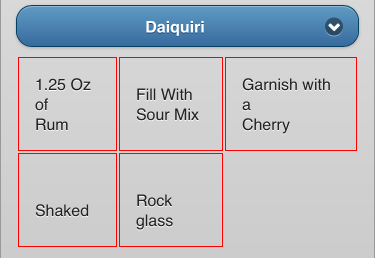 Daiquiri
1.25 Oz
of
Rum
Fill With
Sour Mix
Garnish with
a
Cherry
Shaked
Rock
glass